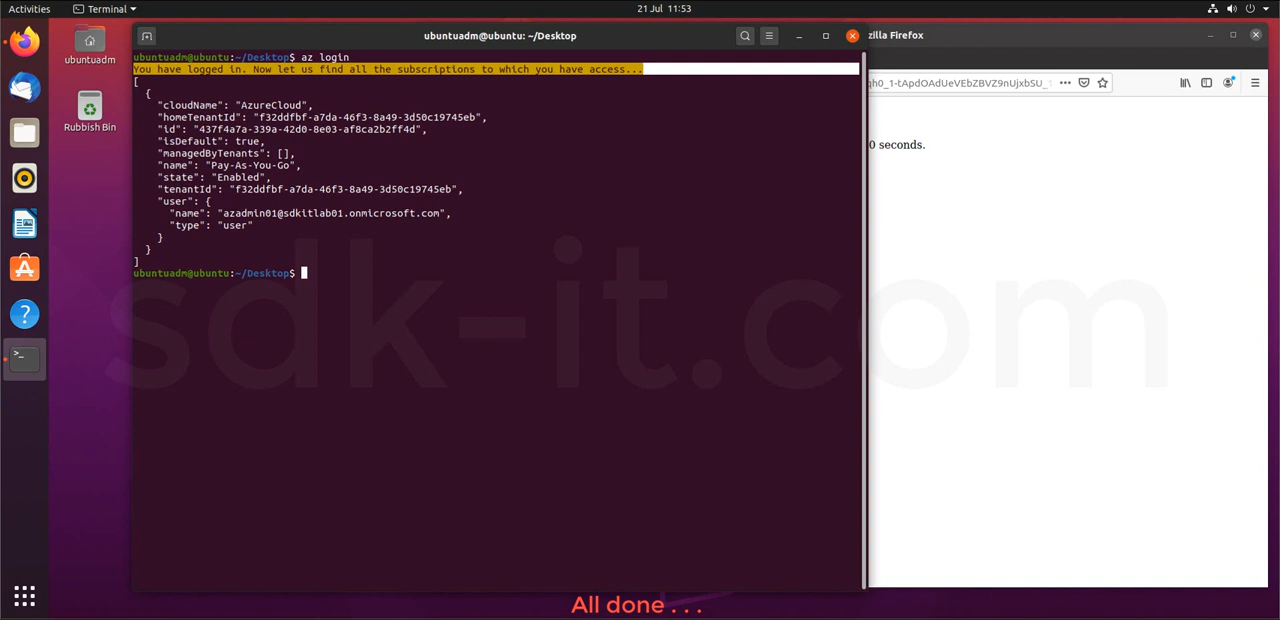 Activities
Terminal
21 Jul 11:53
ubuntuadm
Rubbish Bin
ubuntuadm@ubuntu: ~/Desktop
zilla Firefox
0 seconds.
ubuntuadm@ubuntu:~/Desktop$ az login
You have logged in. Now let us find all the subscriptions to which you have access...
[
  {
    "cloudName": "AzureCloud",
    "homeTenantId": "f32ddfbf-a7da-46f3-8a49-3d50c19745eb",
    "id": "437f4a7a-339a-42d0-8e03-af8ca2b2ff4d",
    "isDefault": true,
    "managedByTenants": [],
    "name": "Pay-As-You-Go",
    "state": "Enabled",
    "tenantId": "f32ddfbf-a7da-46f3-8a49-3d50c19745eb",
    "user": {
      "name": "azadmin01@sdkitlab01.onmicrosoft.com",
      "type": "user"
    }
  }
]
ubuntuadm@ubuntu:~/Desktop$
sdk-it.com
All done . . .